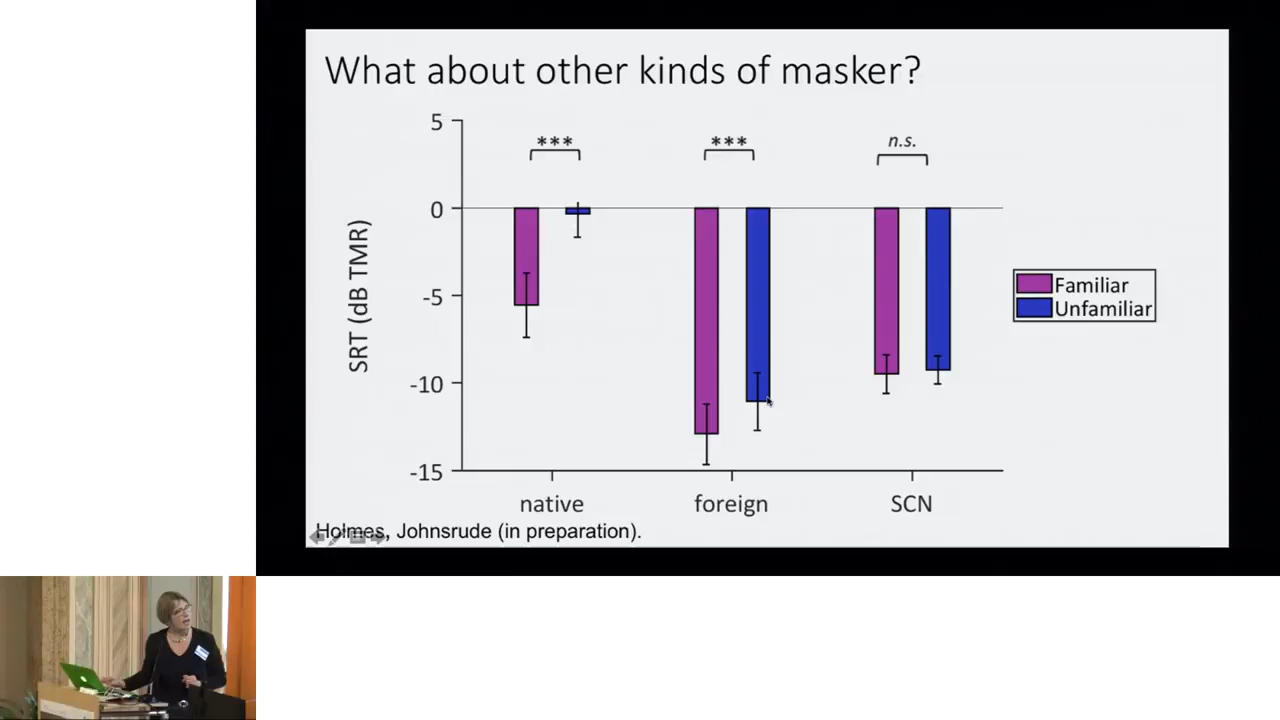 What about other kinds of masker?
5
0
-5
-10
-15
SRT (dB TMR)
***
***
n.s.
Familiar
Unfamiliar
native
foreign
SCN
Holmes, Johnsrude (in preparation).